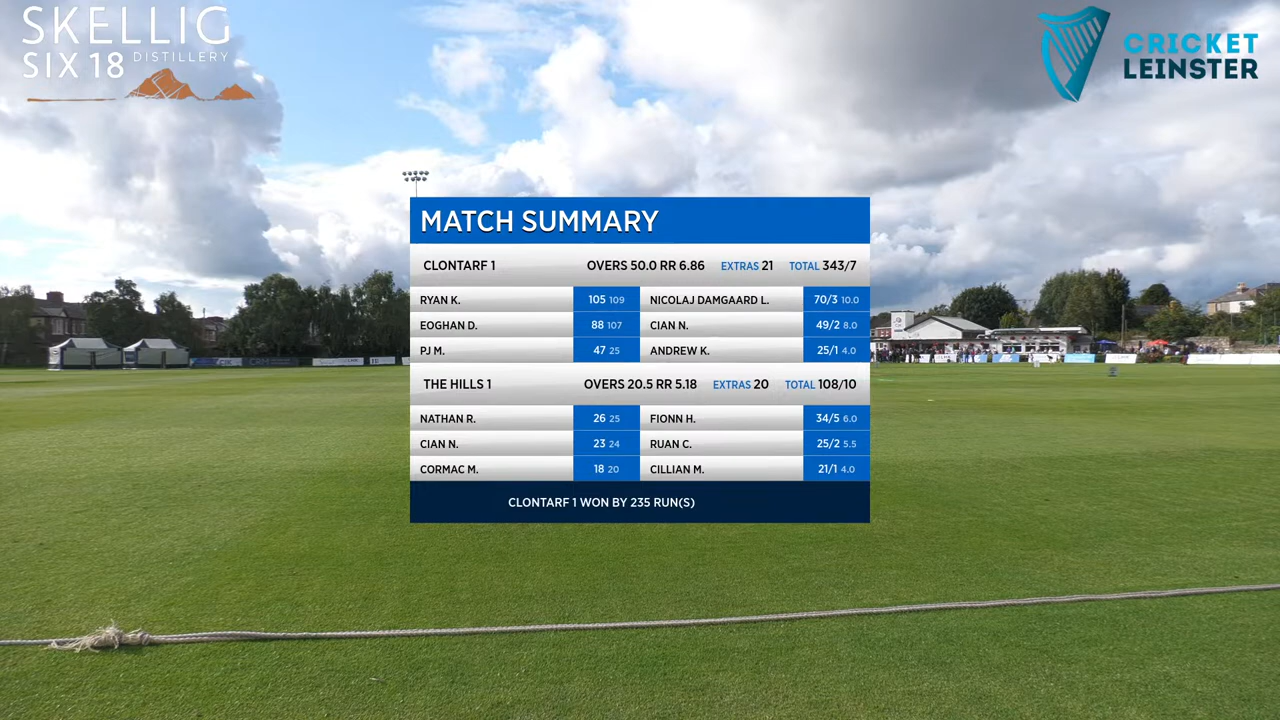 SKELLIG
SIX 18 DISTILLERY
CRICKET
LEINSTER
MATCH SUMMARY
CLONTARF 1 OVERS 50.0 RR 6.86 EXTRAS 21 TOTAL 343/7
RYAN K. 105 109 NICOLAJ DAMGAARD L. 70/3 10.0
EOGHAN D. 88 107 CIAN N. 49/2 8.0
PJ M. 47 25 ANDREW K. 25/1 4.0
THE HILLS 1 OVERS 20.5 RR 5.18 EXTRAS 20 TOTAL 108/10
NATHAN R. 26 25 FIONN H. 34/5 6.0
CIAN N. 23 24 RUAN C. 25/2 5.5
CORMAC M. 18 20 CILLIAN M. 21/1 4.0
CLONTARF 1 WON BY 235 RUN(S)